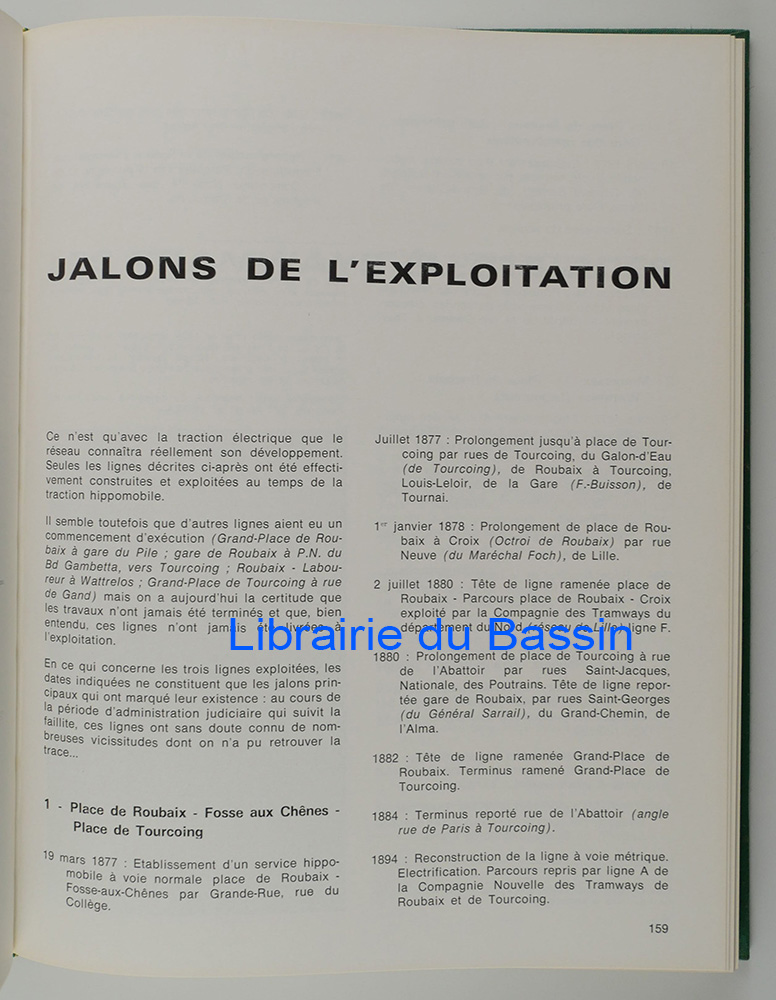 JALONS DE L'EXPLOITATION
Ce n'est qu'avec la traction électrique que le
réseau connaîtra réellement son développement.
Seules les lignes décrites ci-après ont été effecti-
vement construites et exploitées au temps de la
traction hippomobile.
Il semble toutefois que d'autres lignes aient eu un
commencement d'exécution (Grand-Place de Rou-
baix à gare du Pile ; gare de Roubaix à P.N. du
Bd Gambetta, vers Tourcoing ; Roubaix - Labou-
reur à Wattrelos ; Grand-Place de Tourcoing à rue
de Gand) mais on a aujourd'hui la certitude que
les travaux n'ont jamais été terminés et que, bien
entendu, ces lignes n'ont jamais été livrées à
l'exploitation.
En ce qui concerne les trois lignes exploitées, les
dates indiquées ne constituent que les jalons prin-
cipaux qui ont marqué leur existence : au cours de
la période d'administration judiciaire qui suivit la
faillite, ces lignes ont sans doute connu de nom-
breuses vicissitudes dont on n'a pu retrouver la
trace...
1 - Place de Roubaix - Fosse aux Chênes -
Place de Tourcoing
19 mars 1877 : Etablissement d'un service hippo-
mobile à voie normale place de Roubaix -
Fosse-aux-Chênes par Grande-Rue, rue du
Collège.
Juillet 1877 : Prolongement jusqu'à place de Tour-
coing par rues de Tourcoing, du Galon-d'Eau
(de Tourcoing), de Roubaix à Tourcoing,
Louis-Leloir, de la Gare (F.-Buisson), de
Tournai.
1er janvier 1878 : Prolongement de place de Rou-
baix à Croix (Octroi de Roubaix) par rue
Neuve (du Maréchal Foch), de Lille.
2 juillet 1880 : Tête de ligne ramenée place de
Roubaix - Parcours place de Roubaix - Croix
exploité par la Compagnie des Tramways du
département du Nord (réseau de Lille) ligne F.
1880 : Prolongement de place de Tourcoing à rue
de l'Abattoir par rues Saint-Jacques,
Nationale, des Poutrains. Tête de ligne repor-
tée gare de Roubaix, par rues Saint-Georges
(du Général Sarrail), du Grand-Chemin, de
l'Alma.
1882 : Tête de ligne ramenée Grand-Place de
Roubaix. Terminus ramené Grand-Place de
Tourcoing.
1884 : Terminus reporté rue de l'Abattoir (angle
rue de Paris à Tourcoing).
1894 : Reconstruction de la ligne à voie métrique.
Electrification. Parcours repris par ligne A de
la Compagnie Nouvelle des Tramways de
Roubaix et de Tourcoing.
159
Librairie du Bassin